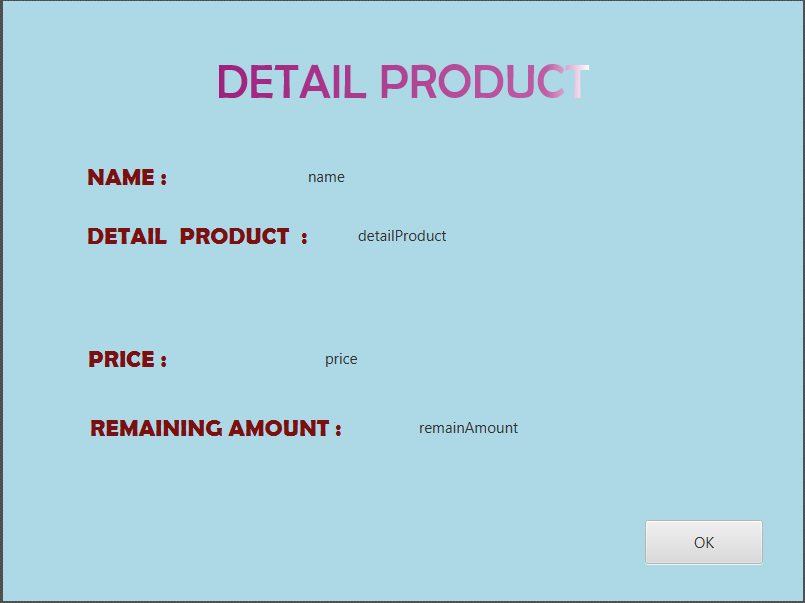 DETAIL PRODUCT
NAME : name
DETAIL PRODUCT : detailProduct
PRICE : price
REMAINING AMOUNT : remainAmount
OK